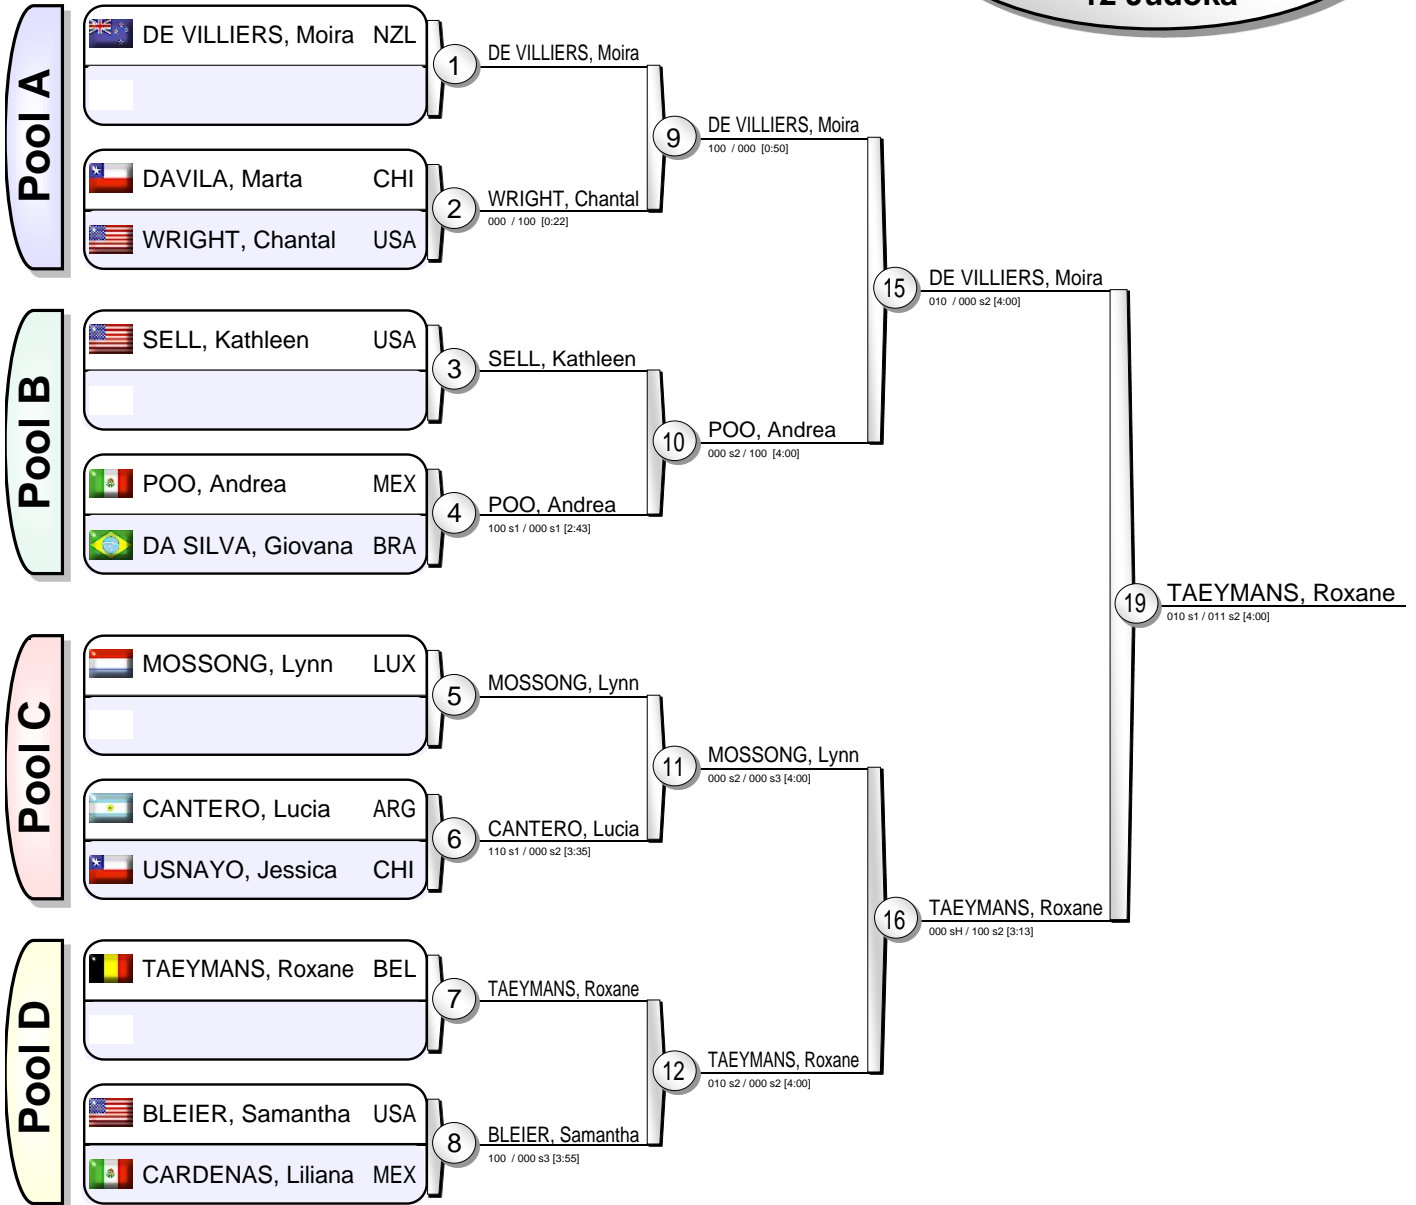 12 Judoka
Pool A
DE VILLIERS, Moira NZL
DAVILA, Marta CHI
WRIGHT, Chantal USA
1
DE VILLIERS, Moira
2
WRIGHT, Chantal
000 / 100 [0:22]
9
DE VILLIERS, Moira
100 / 000 [0:50]
Pool B
SELL, Kathleen USA
POO, Andrea MEX
DA SILVA, Giovana BRA
3
SELL, Kathleen
4
POO, Andrea
100 s1 / 000 s1 [2:43]
10
POO, Andrea
000 s2 / 100 [4:00]
15
DE VILLIERS, Moira
010 / 000 s2 [4:00]
Pool C
MOSSONG, Lynn LUX
CANTERO, Lucia ARG
USNAYO, Jessica CHI
5
MOSSONG, Lynn
6
CANTERO, Lucia
110 s1 / 000 s2 [3:35]
11
MOSSONG, Lynn
000 s2 / 000 s3 [4:00]
Pool D
TAEYMANS, Roxane BEL
BLEIER, Samantha USA
CARDENAS, Liliana MEX
7
TAEYMANS, Roxane
8
BLEIER, Samantha
100 / 000 s3 [3:55]
12
TAEYMANS, Roxane
010 s2 / 000 s2 [4:00]
16
TAEYMANS, Roxane
000 sH / 100 s2 [3:13]
19
TAEYMANS, Roxane
010 s1 / 011 s2 [4:00]